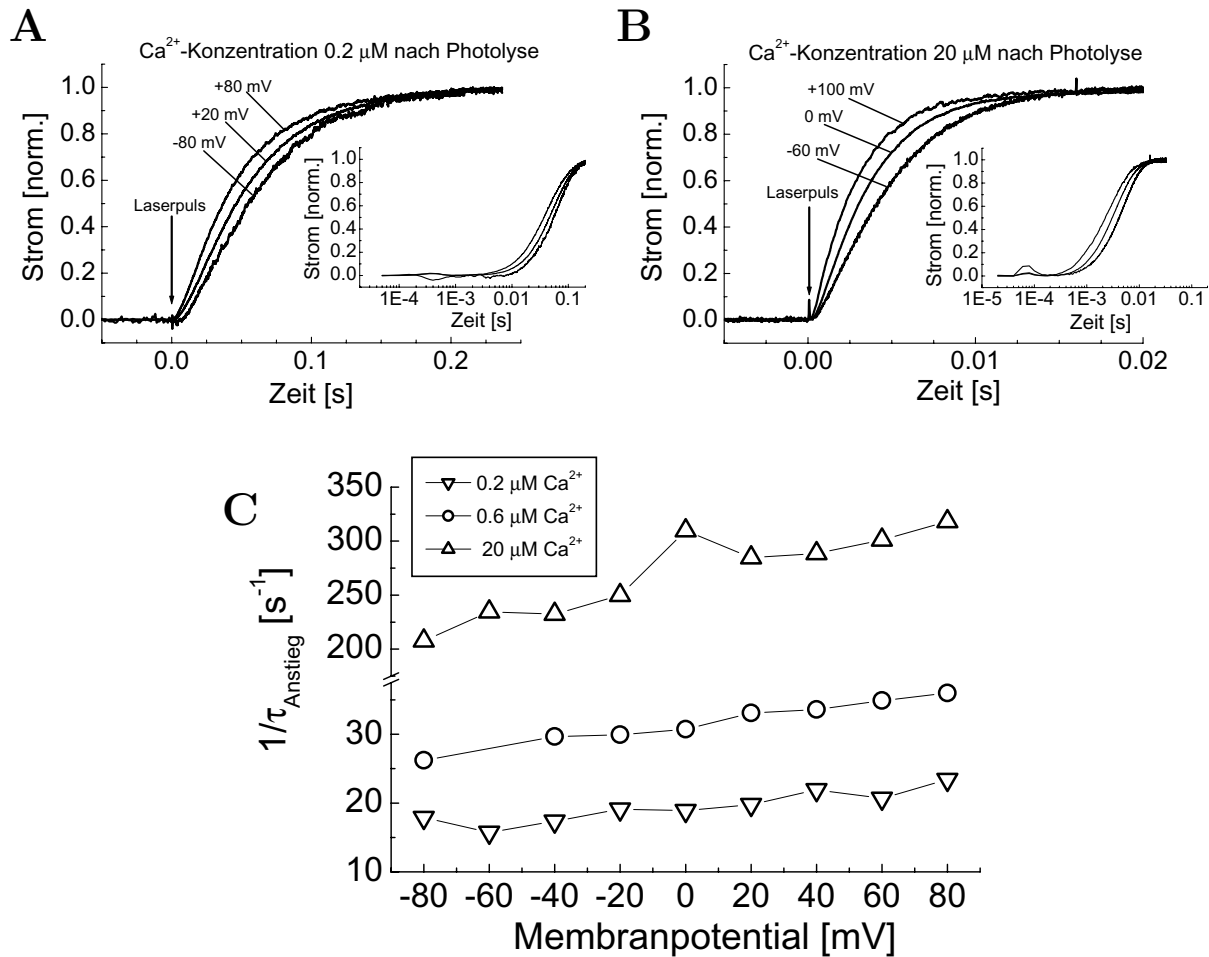 A
Ca²⁺-Konzentration 0.2 µM nach Photolyse
1.0
0.8
0.6
0.4
0.2
0.0
Strom [norm.]
+80 mV
+20 mV
-80 mV
Laserpuls
0.0
0.1
0.2
Zeit [s]
1.0
0.8
0.6
0.4
0.2
0.0
Strom [norm.]
1E-4
1E-3
0.01
0.1
Zeit [s]
B
Ca²⁺-Konzentration 20 µM nach Photolyse
1.0
0.8
0.6
0.4
0.2
0.0
Strom [norm.]
+100 mV
0 mV
-60 mV
Laserpuls
0.00
0.01
0.02
Zeit [s]
1.0
0.8
0.6
0.4
0.2
0.0
Strom [norm.]
1E-5
1E-4
1E-3
0.01
0.1
Zeit [s]
C
0.2 µM Ca²⁺
0.6 µM Ca²⁺
20 µM Ca²⁺
350
300
250
200
30
20
10
1/τAnstieg [s⁻¹]
-80 -60 -40 -20 0 20 40 60 80
Membranpotential [mV]